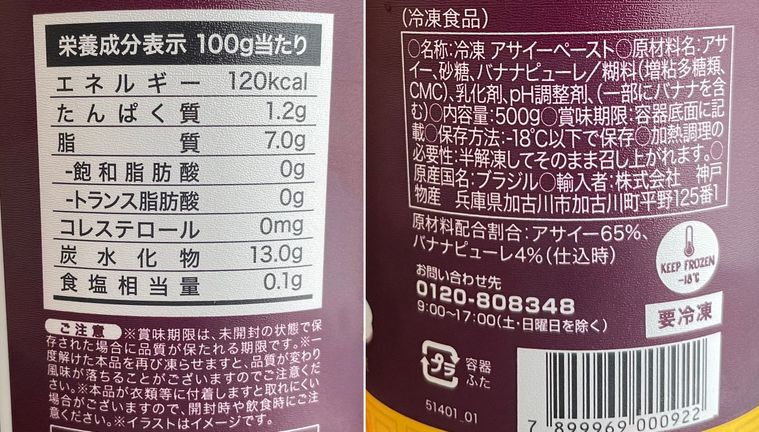 栄養成分表示 100g当たり
エネルギー 120kcal
たんぱく質 1.2g
脂質 7.0g
-飽和脂肪酸 0g
-トランス脂肪酸 0g
コレステロール 0mg
炭水化物 13.0g
食塩相当量 0.1g
ご注意 ※賞味期限は、未開封の状態で保
存された場合に品質が保たれる期限です。※一
度解けた本品を再び凍らせますと、品質が変わり
風味が落ちることがございますのでご注意くだ
さい。※本品が衣類等に付着しますと取れにくい
場合がございますので、開封時や飲食時にご注
意ください。※イラストはイメージです。
(冷凍食品)
○名称:冷凍 アサイーペースト○原材料名:アサ
イー、砂糖、バナナピューレ/糊料(増粘多糖類、
CMC)、乳化剤、pH調整剤、(一部にバナナを含
む)○内容量:500g○賞味期限:容器底面に記
載○保存方法:-18℃以下で保存○加熱調理の
必要性:半解凍してそのまま召し上がれます。○
原産国名:ブラジル○輸入者:株式会社 神戸
物産 兵庫県加古川市加古川町平野125番1
原材料配合割合:アサイー65%、
バナナピューレ4%(仕込時)
KEEP FROZEN
-18℃
お問い合わせ先
0120-808348
9:00~17:00(土・日曜日を除く)
要冷凍
プラ
容器
ふた
51401_01
7 899969 000922